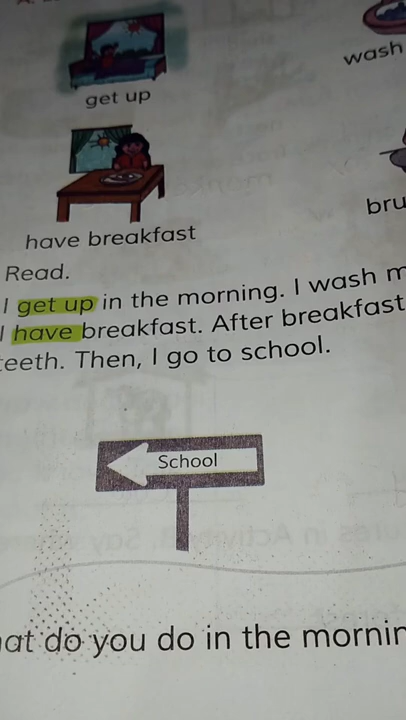 get up
wash
have breakfast
bru
Read.
I get up in the morning. I wash m
I have breakfast. After breakfast
teeth. Then, I go to school.
School
at do you do in the mornin